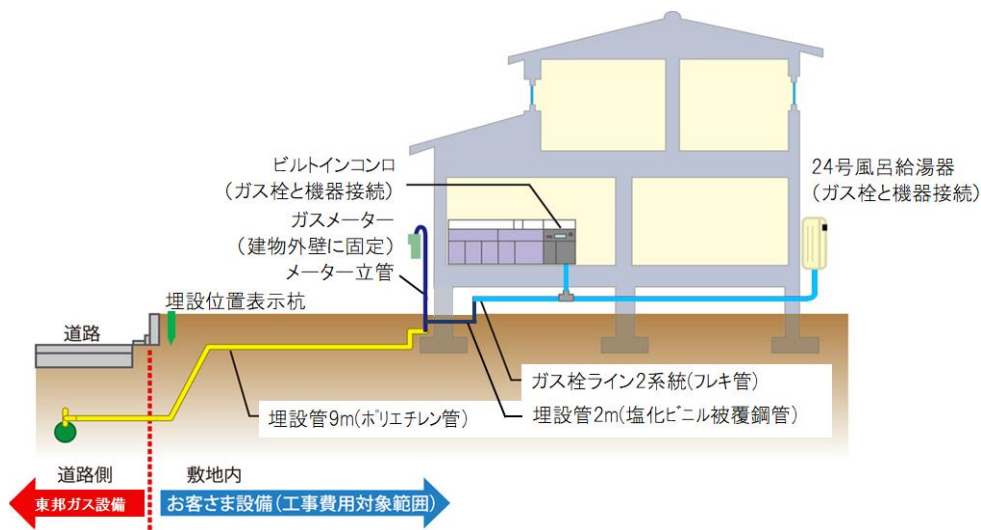 ビルトインコンロ
(ガス栓と機器接続)
ガスメーター
(建物外壁に固定)
メーター立管
24号風呂給湯器
(ガス栓と機器接続)
埋設位置表示杭
道路
ガス栓ライン2系統(フレキ管)
埋設管9m(ポリエチレン管)
埋設管2m(塩化ビニル被覆鋼管)
道路側
敷地内
東邦ガス設備
お客さま設備(工事費用対象範囲)